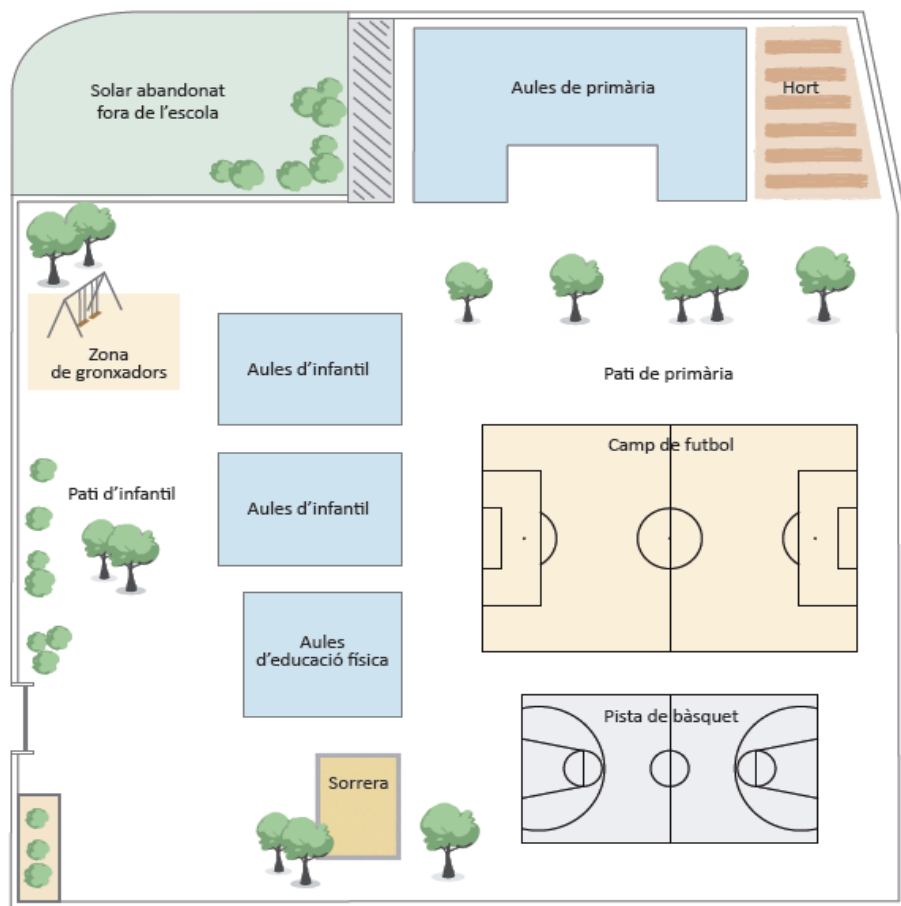 Solar abandonat
fora de l'escola
Aules de primària
Hort
Zona
de gronxadors
Aules d'infantil
Pati de primària
Camp de futbol
Pati d'infantil
Aules d'infantil
Aules
d'educació física
Pista de bàsquet
Sorrera